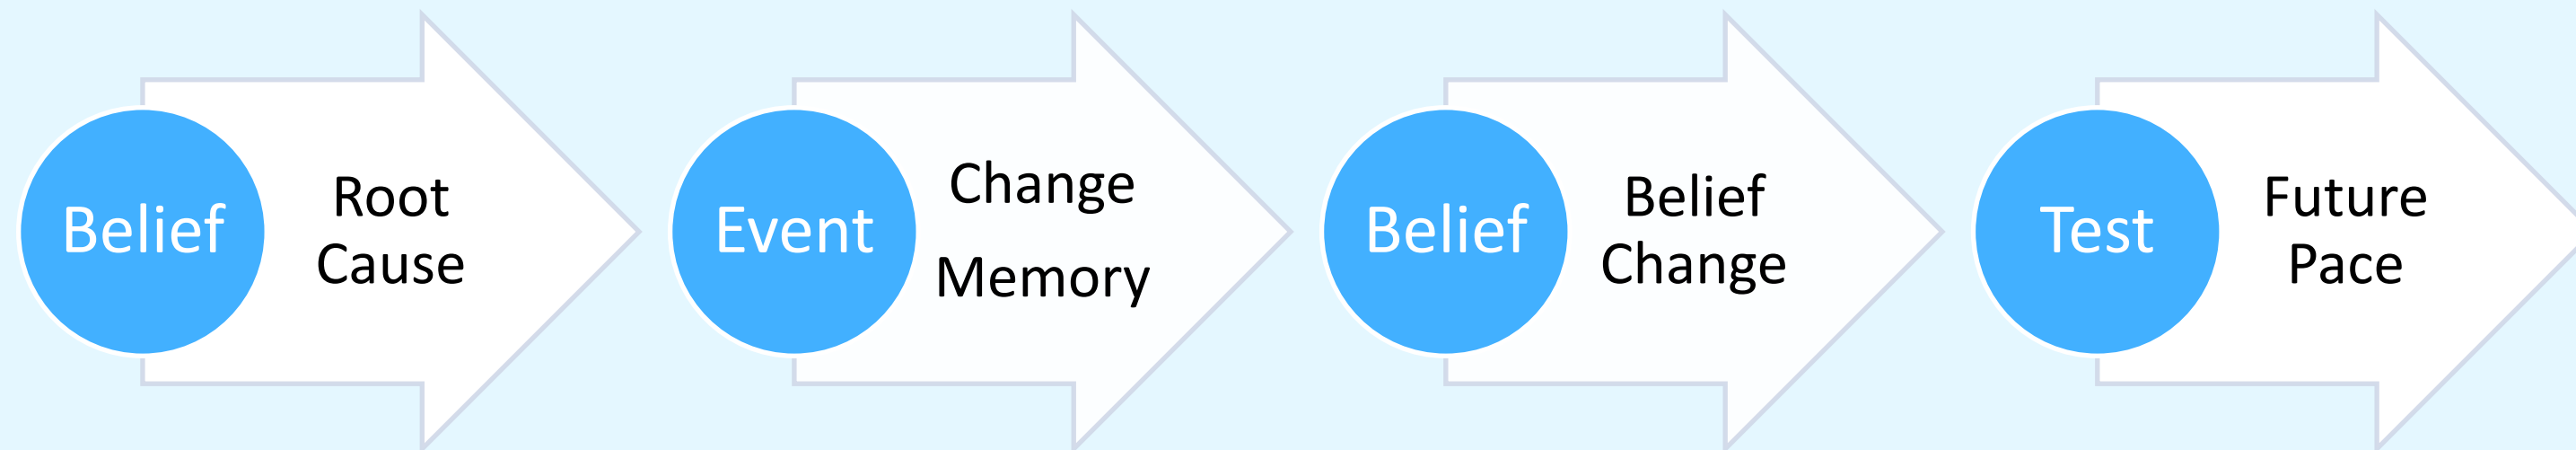 Belief
Root
Cause
Event
Change
Memory
Belief
Belief
Change
Test
Future
Pace